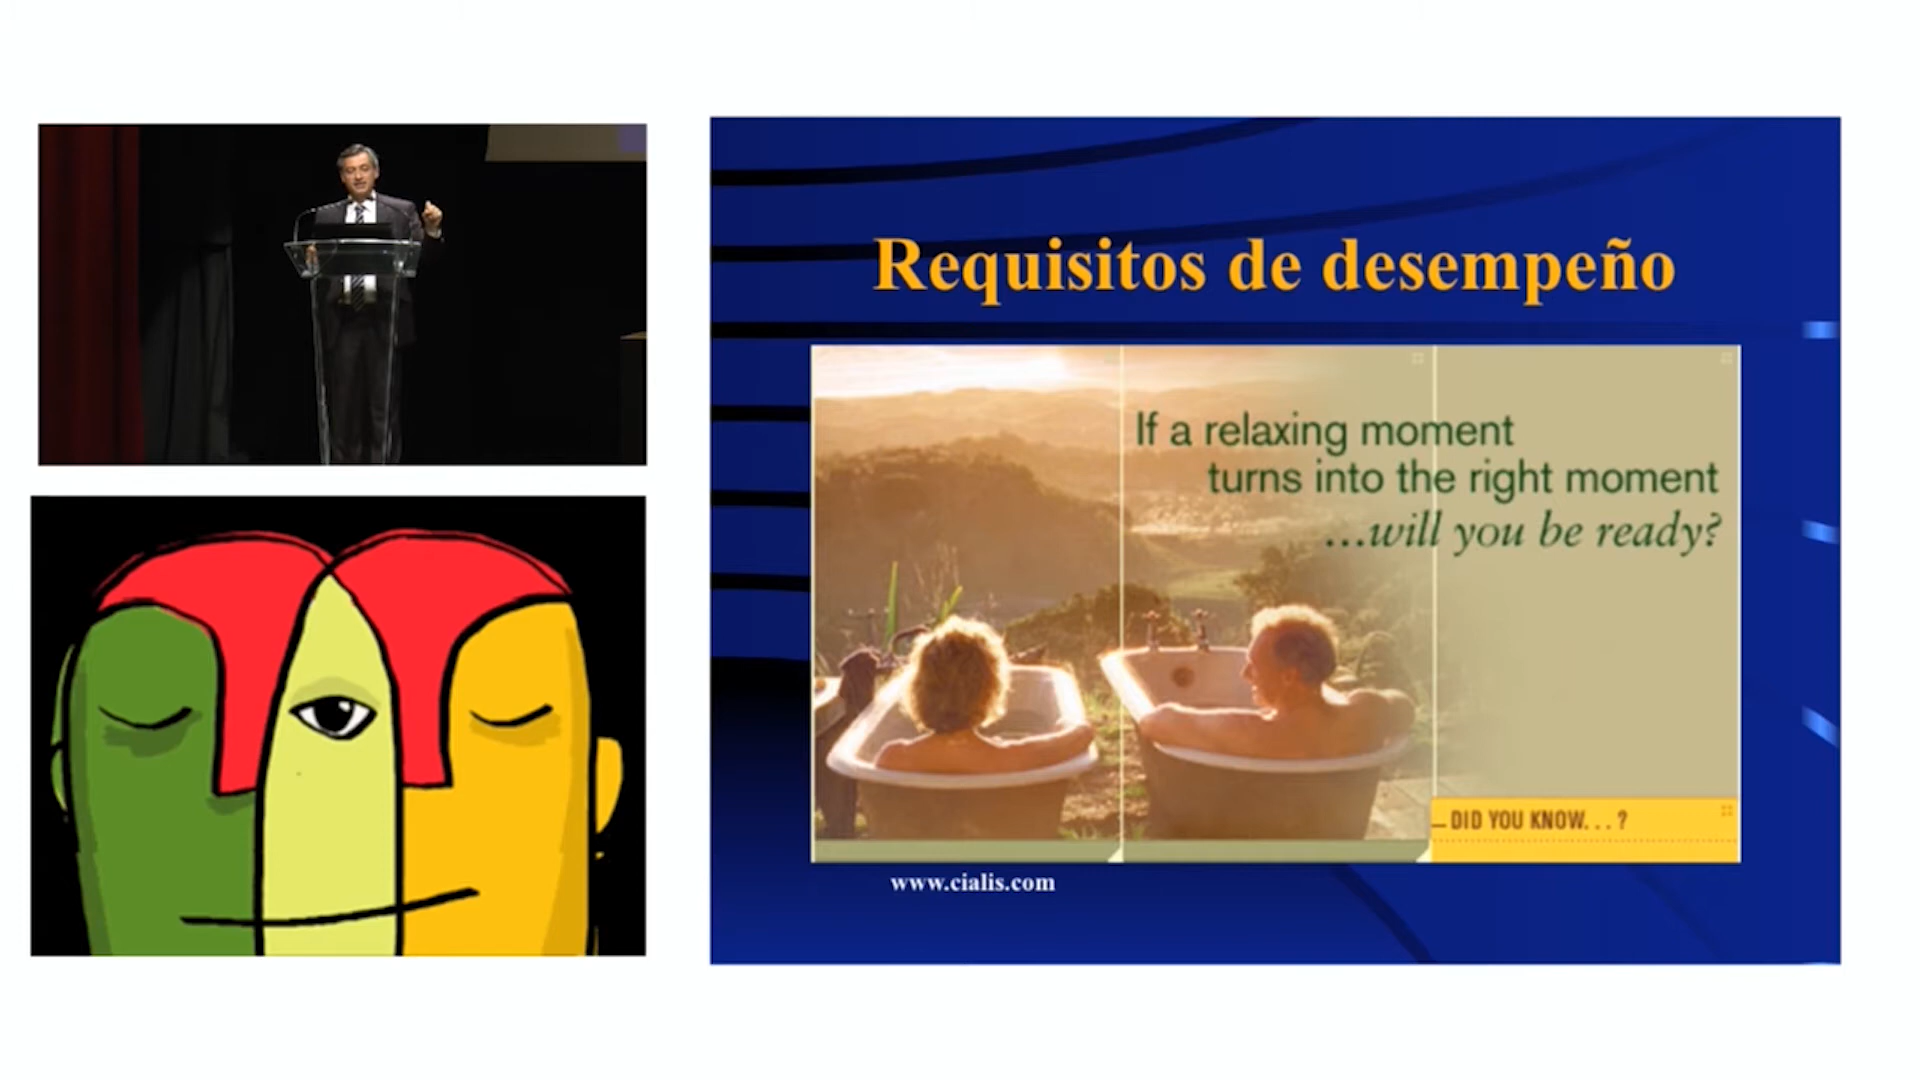 Requisitos de desempeño
If a relaxing moment
turns into the right moment
...will you be ready?
DID YOU KNOW...?
www.cialis.com